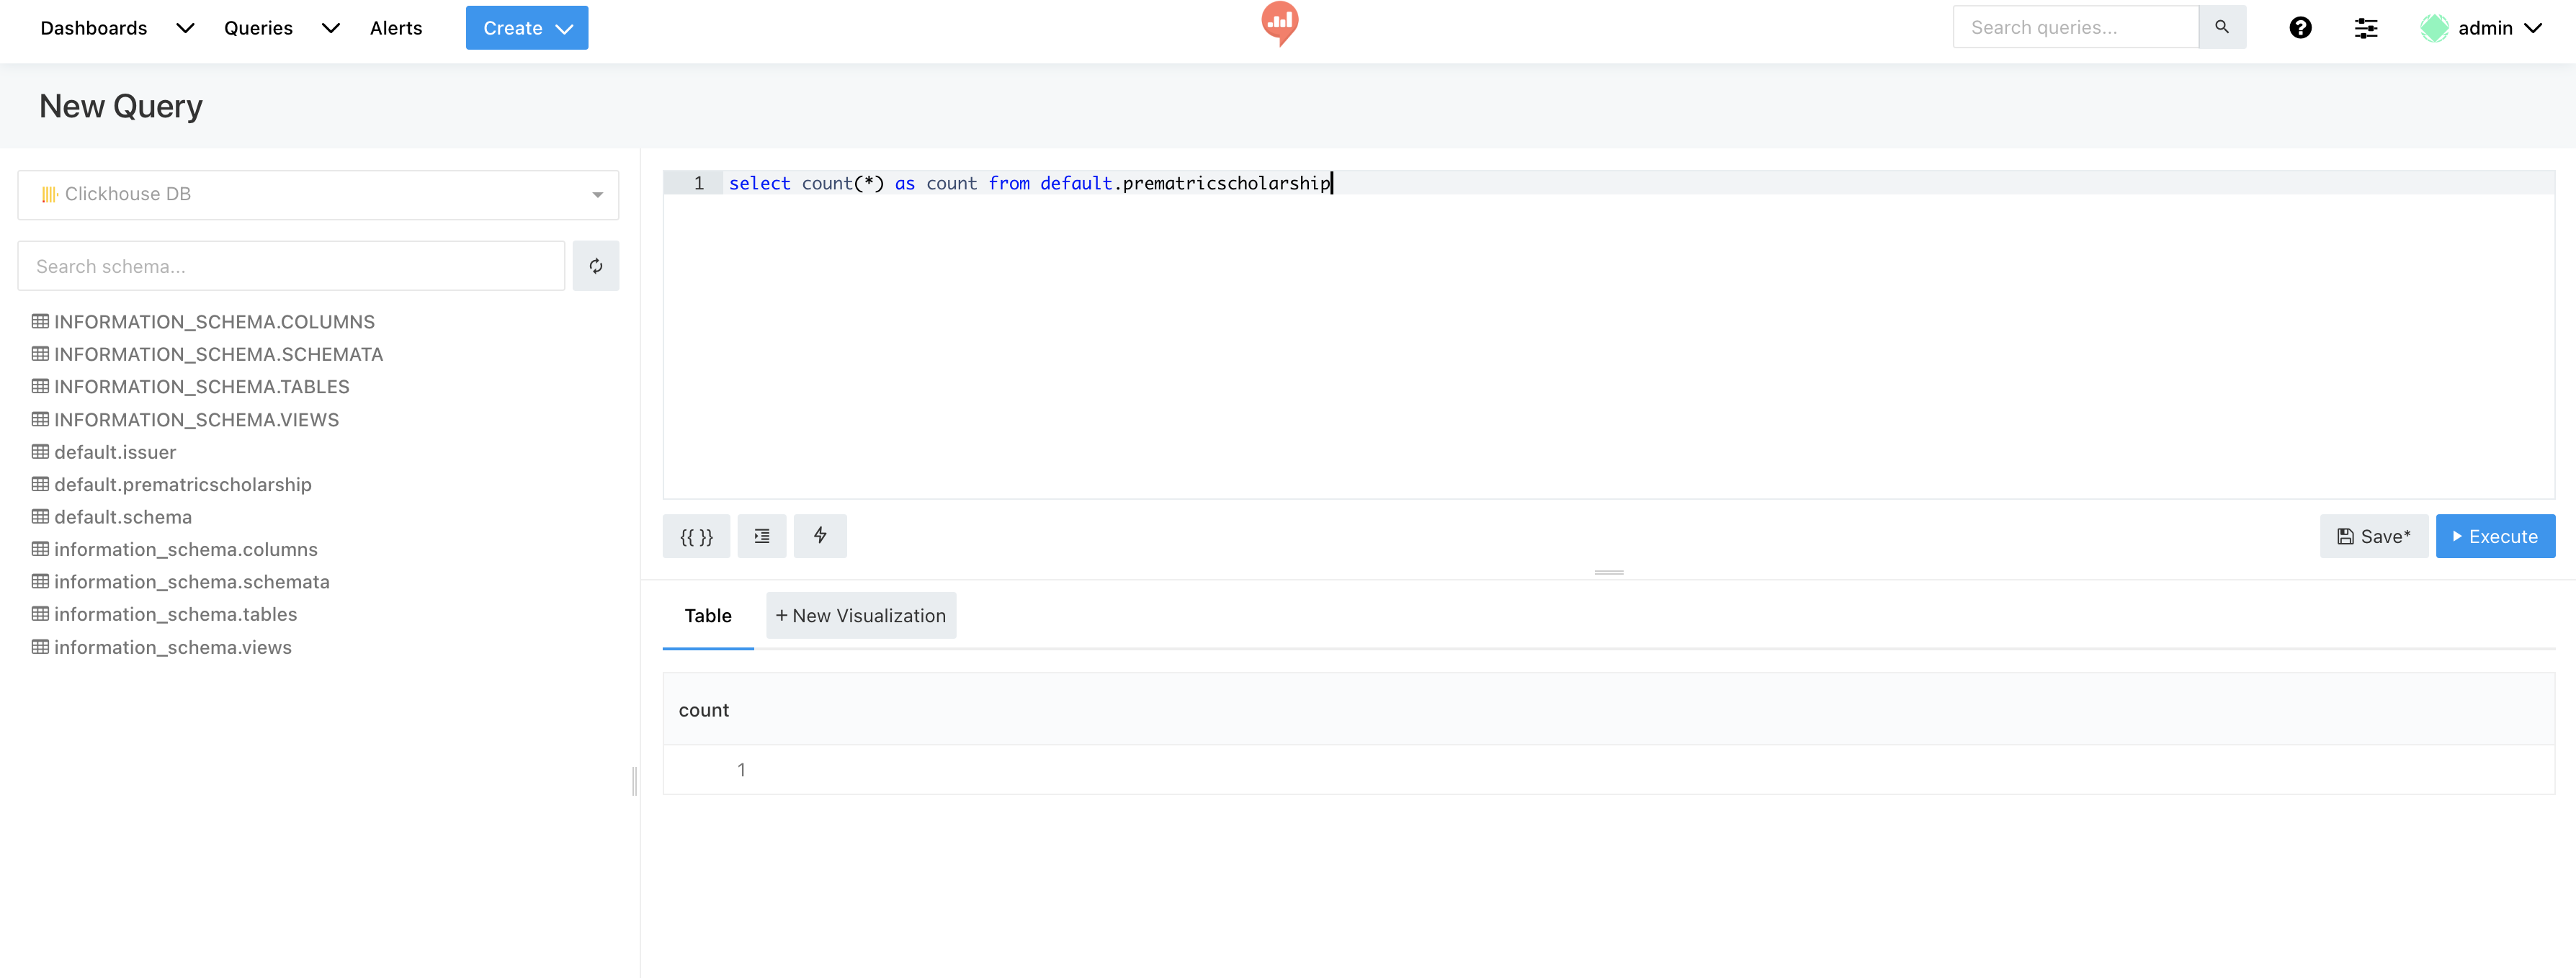 Dashboards Queries Alerts Create Search queries... admin
New Query
Clickhouse DB
Search schema...
INFORMATION_SCHEMA.COLUMNS
INFORMATION_SCHEMA.SCHEMATA
INFORMATION_SCHEMA.TABLES
INFORMATION_SCHEMA.VIEWS
default.issuer
default.prematricscholarship
default.schema
information_schema.columns
information_schema.schemata
information_schema.tables
information_schema.views
1 select count(*) as count from default.prematricscholarship
{{ }} Save* Execute
Table + New Visualization
count
1